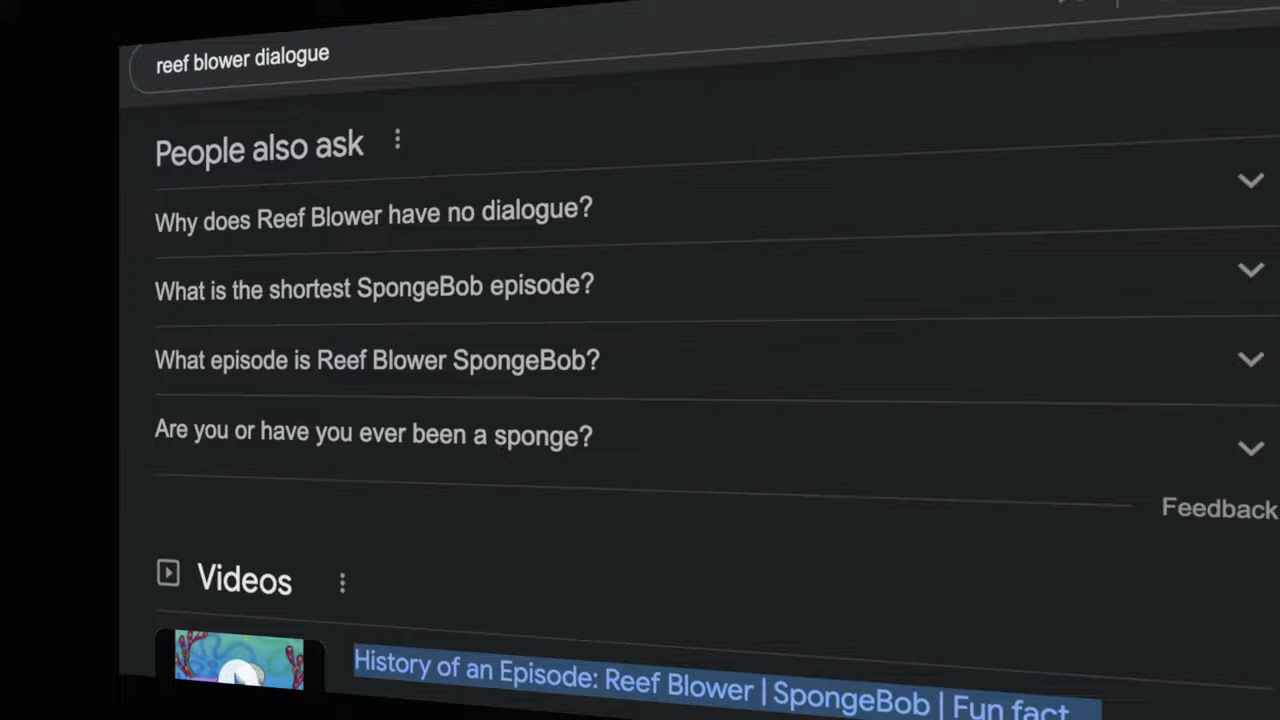 reef blower dialogue
People also ask
Why does Reef Blower have no dialogue?
What is the shortest SpongeBob episode?
What episode is Reef Blower SpongeBob?
Are you or have you ever been a sponge?
Feedback
Videos
History of an Episode: Reef Blower | SpongeBob | Fun fact